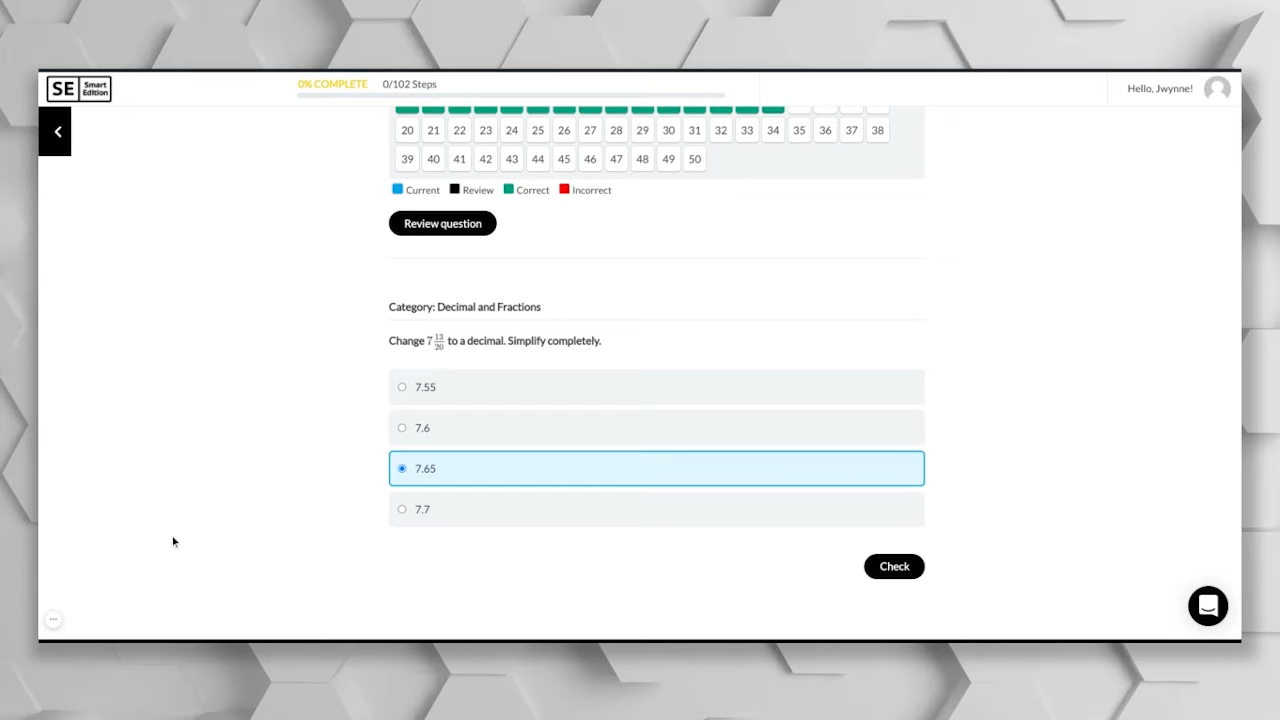 SE Smart Edition
0% COMPLETE 0/102 Steps
Hello, Jwynne!
20 21 22 23 24 25 26 27 28 29 30 31 32 33 34 35 36 37 38
39 40 41 42 43 44 45 46 47 48 49 50
Current Review Correct Incorrect
Review question
Category: Decimal and Fractions
Change 7 13/20 to a decimal. Simplify completely.
7.55
7.6
7.65
7.7
Check